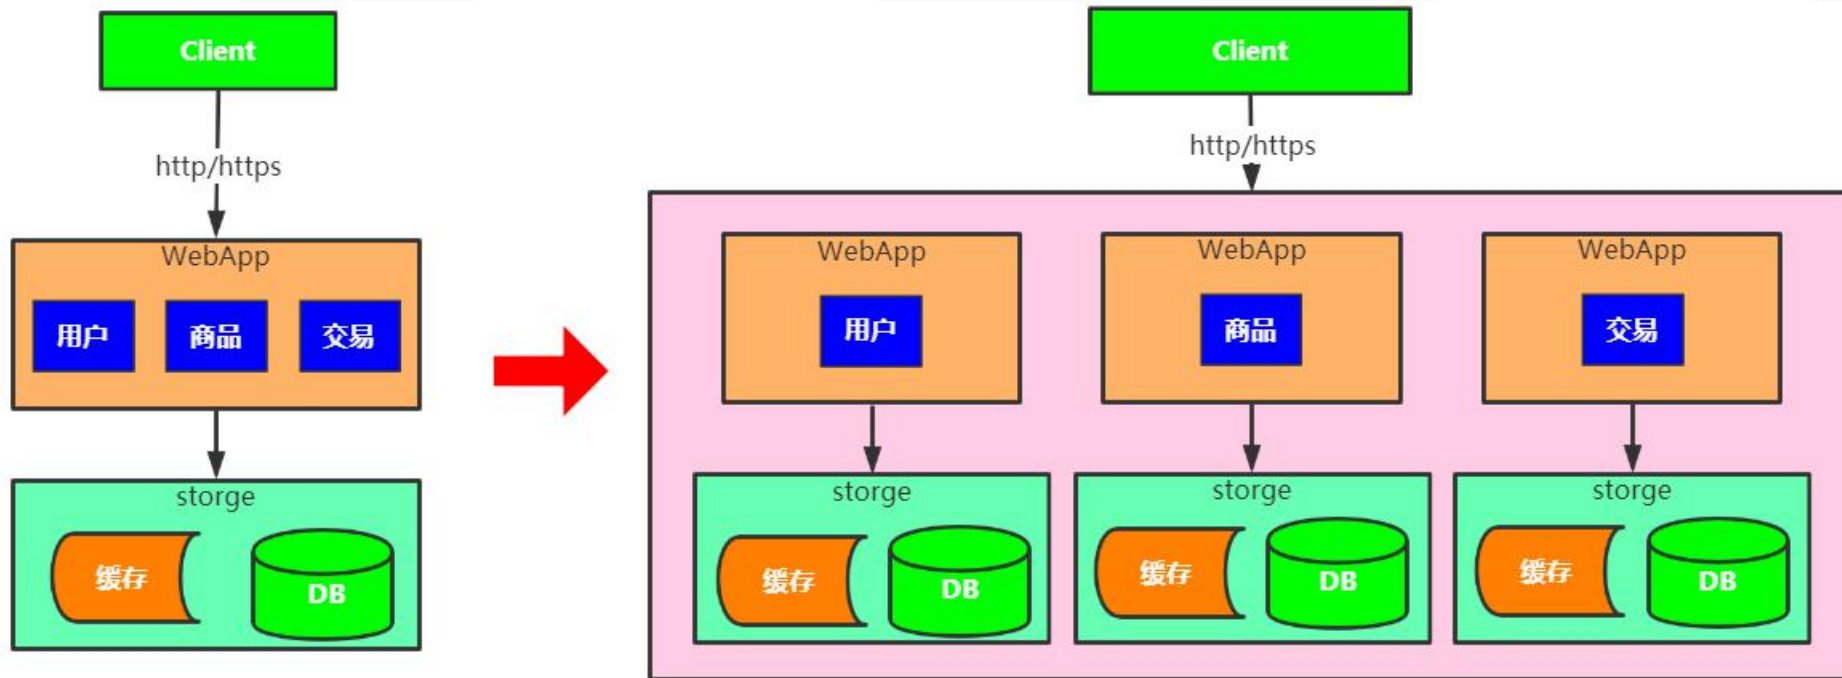 Client
http/https
WebApp
用户
商品
交易
storge
缓存
DB
Client
http/https
WebApp
用户
storge
缓存
DB
WebApp
商品
storge
缓存
DB
WebApp
交易
storge
缓存
DB